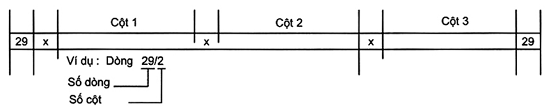 Cột 1 Cột 2 Cột 3
29 x x x 29
Ví dụ : Dòng 29/2
Số dòng
Số cột